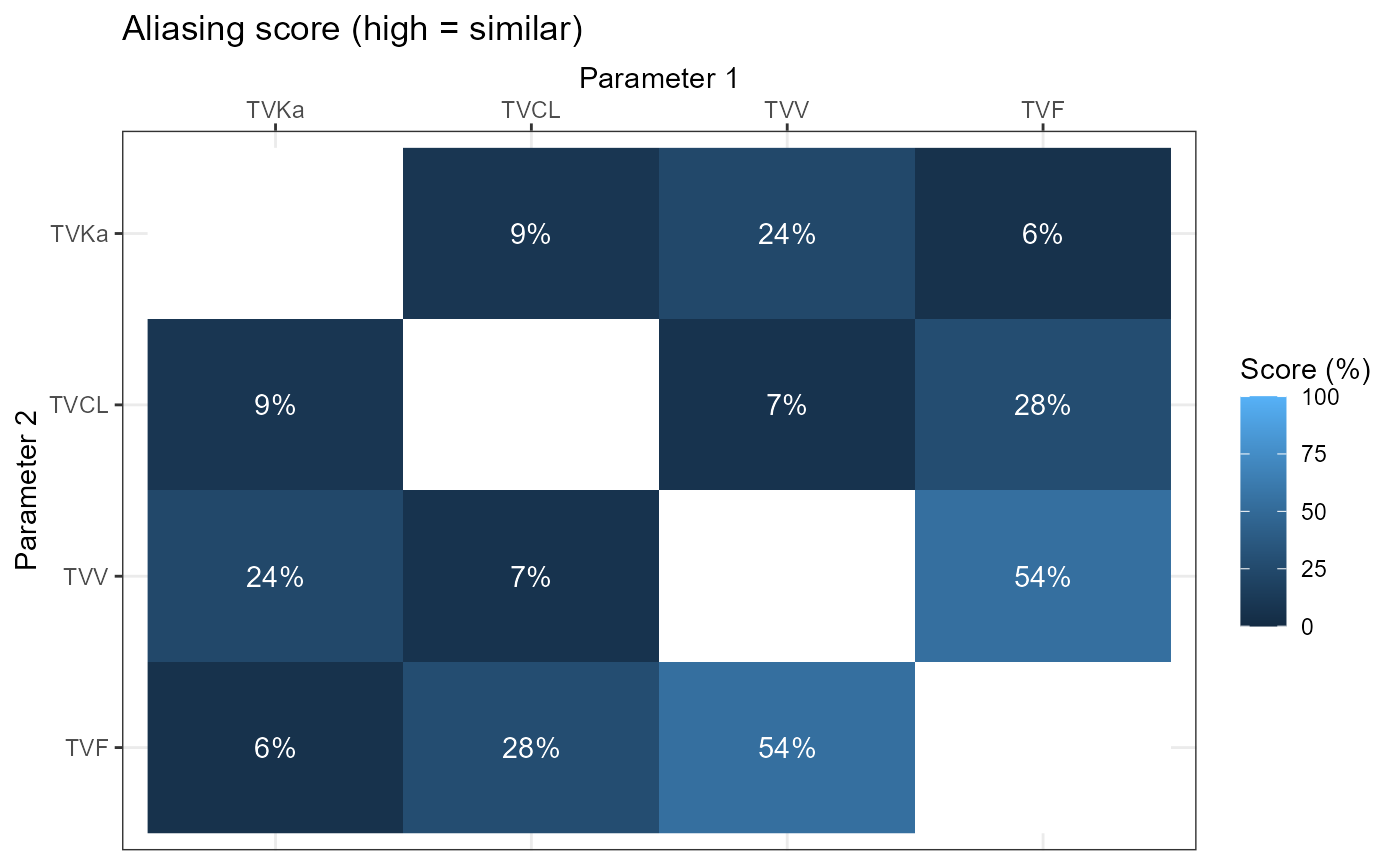 Aliasing score (high = similar)
Parameter 1
TVKa TVCL TVV TVF
TVKa 9% 24% 6%
TVCL 9% 7% 28%
TVV 24% 7% 54%
TVF 6% 28% 54%
Parameter 2
Score (%)
100
75
50
25
0